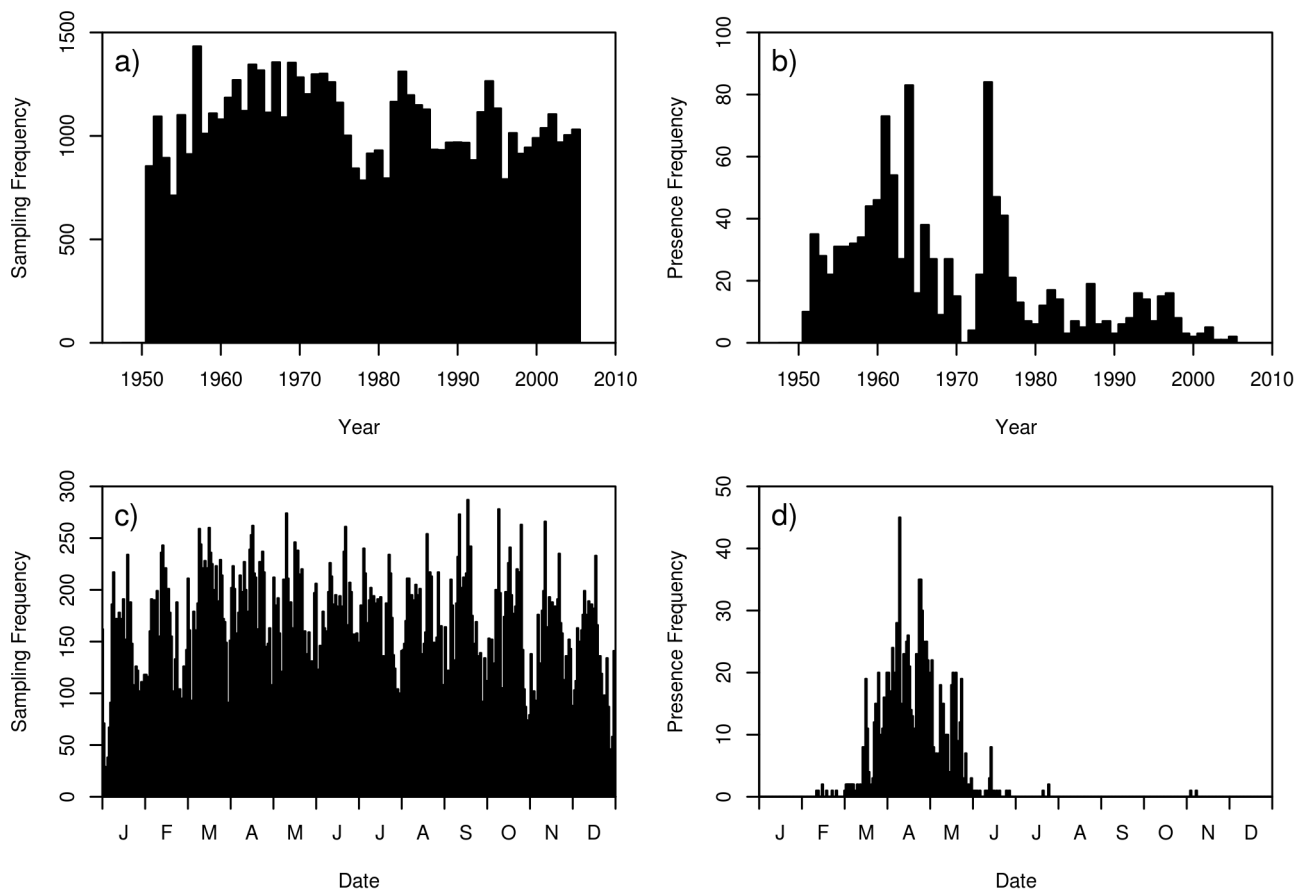 a)
Sampling Frequency
0 500 1000 1500
1950 1960 1970 1980 1990 2000 2010
Year
b)
Presence Frequency
0 20 40 60 80 100
1950 1960 1970 1980 1990 2000 2010
Year
c)
Sampling Frequency
0 50 100 150 200 250 300
J F M A M J J A S O N D
Date
d)
Presence Frequency
0 10 20 30 40 50
J F M A M J J A S O N D
Date